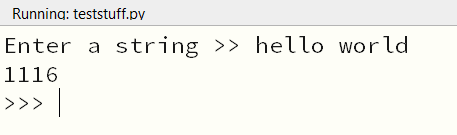 Running: teststuff.py
Enter a string >> hello world
1116
>>>